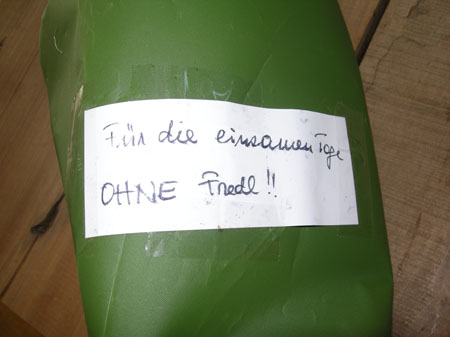 Für die einsamen Tage
OHNE Fredl!!